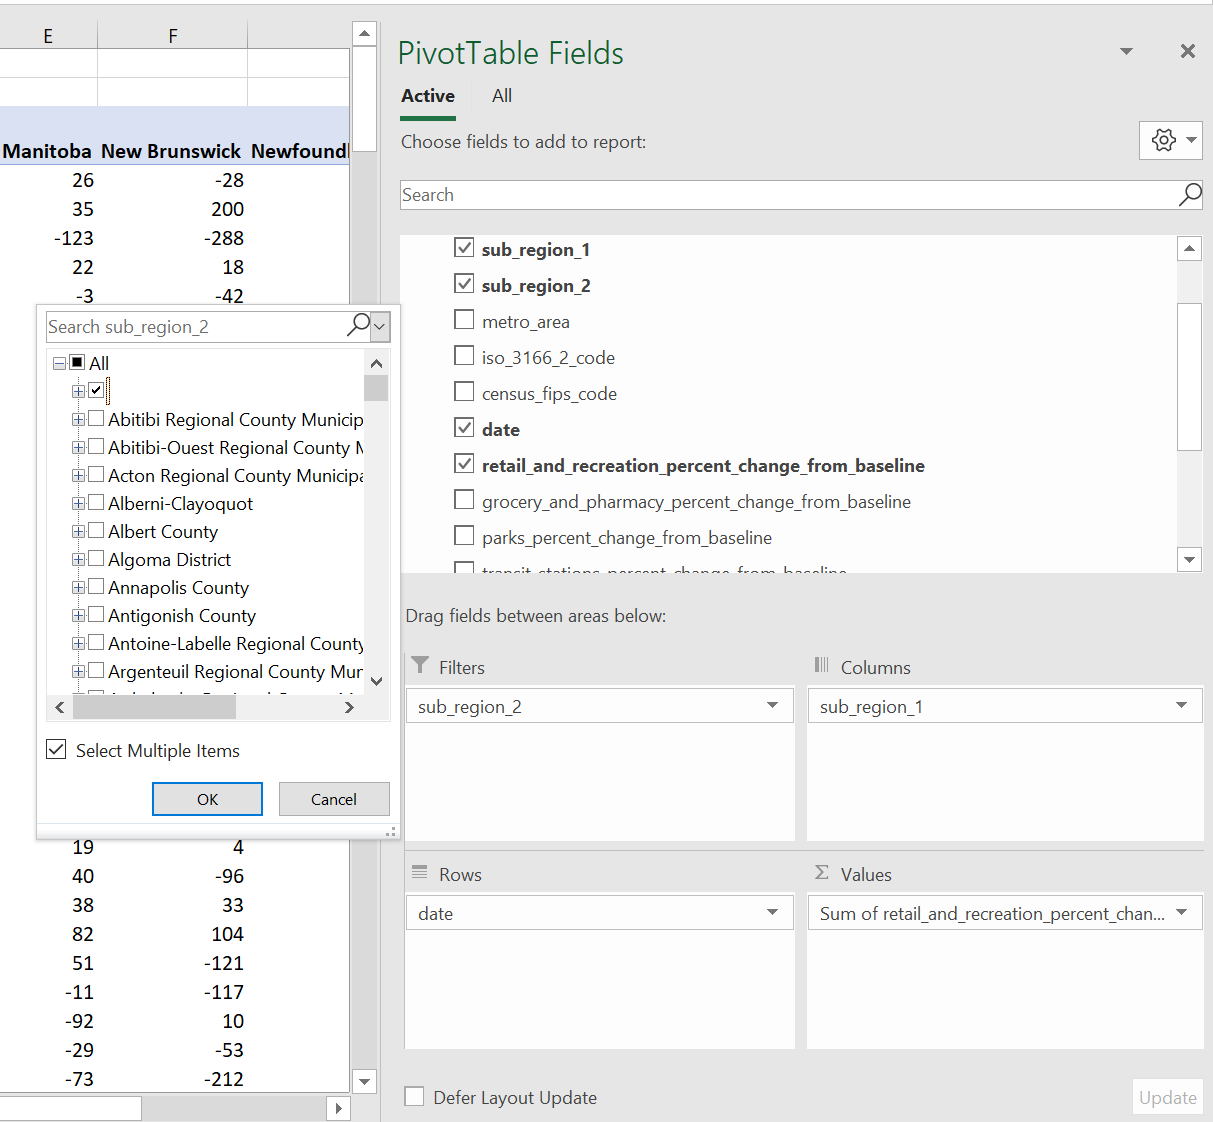 E F
Manitoba New Brunswick Newfoundl
26 -28
35 200
-123 -288
22 18
-3 -42
Search sub_region_2
All
Abitibi Regional County Municip
Abitibi-Ouest Regional County M
Acton Regional County Municipa
Alberni-Clayoquot
Albert County
Algoma District
Annapolis County
Antigonish County
Antoine-Labelle Regional County
Argenteuil Regional County Mun
Select Multiple Items
OK Cancel
19 4
40 -96
38 33
82 104
51 -121
-11 -117
-92 10
-29 -53
-73 -212
PivotTable Fields
Active All
Choose fields to add to report:
Search
sub_region_1
sub_region_2
metro_area
iso_3166_2_code
census_fips_code
date
retail_and_recreation_percent_change_from_baseline
grocery_and_pharmacy_percent_change_from_baseline
parks_percent_change_from_baseline
transit_stations_percent_change_from_baseline
Drag fields between areas below:
Filters
sub_region_2
Columns
sub_region_1
Rows
date
Σ Values
Sum of retail_and_recreation_percent_chan...
Defer Layout Update
Update